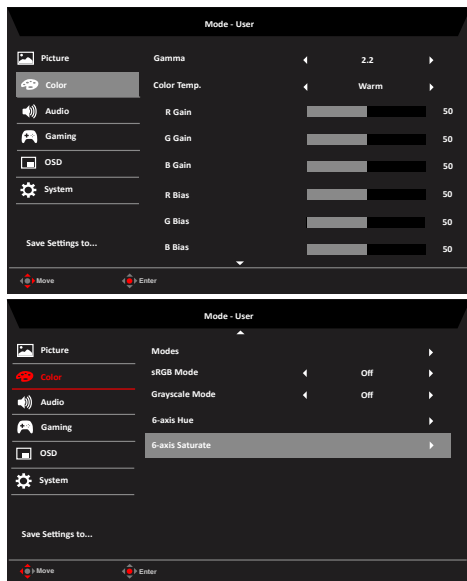 Mode - User
Picture
Gamma 2.2
Color
Color Temp. Warm
Audio
R Gain 50
Gaming
G Gain 50
OSD
B Gain 50
System
R Bias 50
G Bias 50
Save Settings to...
B Bias 50
Move Enter
Mode - User
Picture
Modes
Color
sRGB Mode Off
Audio
Grayscale Mode Off
Gaming
6-axis Hue
OSD
6-axis Saturate
System
Save Settings to...
Move Enter